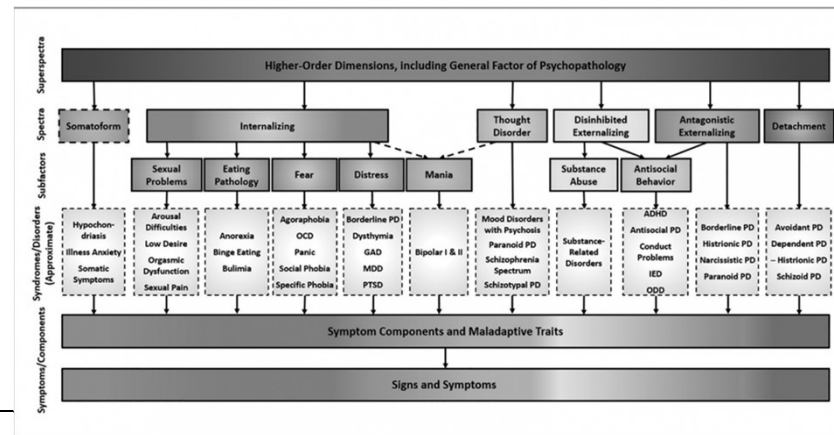 Superspectra
Higher-Order Dimensions, including General Factor of Psychopathology
Spectra
Somatoform
Internalizing
Thought
Disorder
Disinhibited
Externalizing
Antagonistic
Externalizing
Detachment
Subfactors
Sexual
Problems
Eating
Pathology
Fear
Distress
Mania
Substance
Abuse
Antisocial
Behavior
Syndromes/Disorders
(Approximate)
Hypochon-
driasis
Illness Anxiety
Somatic
Symptoms
Arousal
Difficulties
Low Desire
Orgasmic
Dysfunction
Sexual Pain
Anorexia
Binge Eating
Bulimia
Agoraphobia
OCD
Panic
Social Phobia
Specific Phobia
Borderline PD
Dysthymia
GAD
MDD
PTSD
Bipolar I & II
Mood Disorders
with Psychosis
Paranoid PD
Schizophrenia
Spectrum
Schizotypal PD
Substance-
Related
Disorders
ADHD
Antisocial PD
Conduct
Problems
IED
ODD
Borderline PD
Histrionic PD
Narcissistic PD
Paranoid PD
Avoidant PD
Dependent PD
– Histrionic PD
Schizoid PD
Symptoms/Components
Symptom Components and Maladaptive Traits
Signs and Symptoms